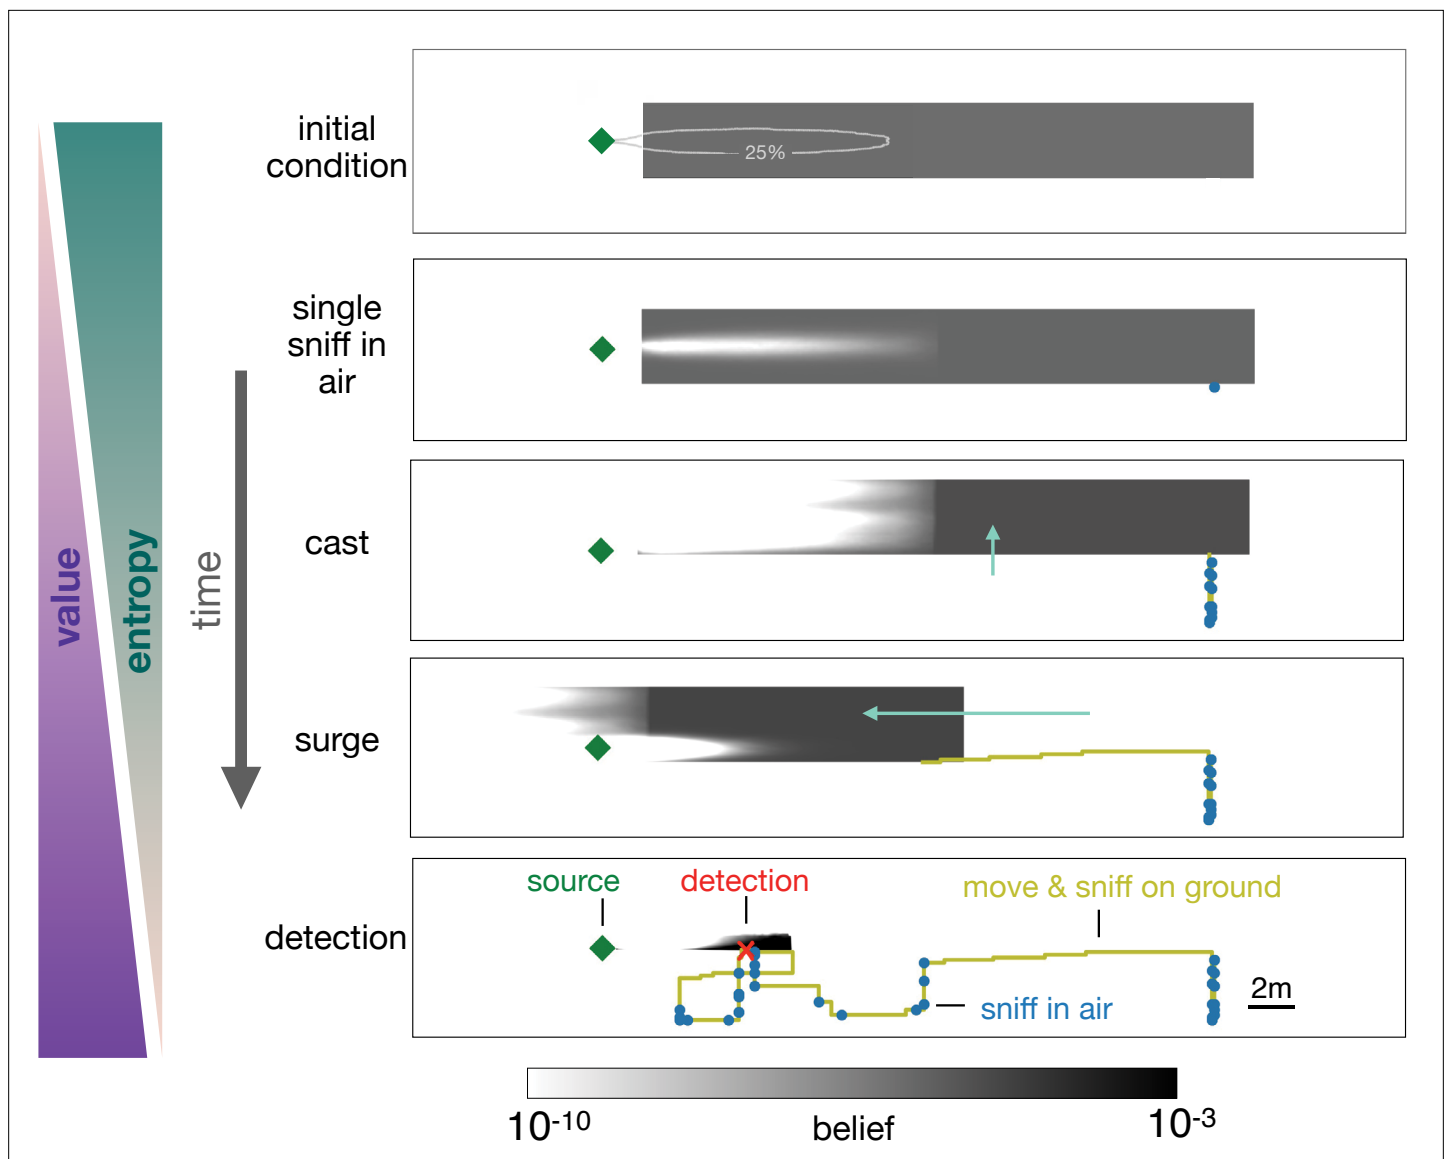 initial
condition
25%
single
sniff in
air
cast
surge
detection
value
entropy
time
source
detection
move & sniff on ground
sniff in air
2m
10-10
belief
10-3